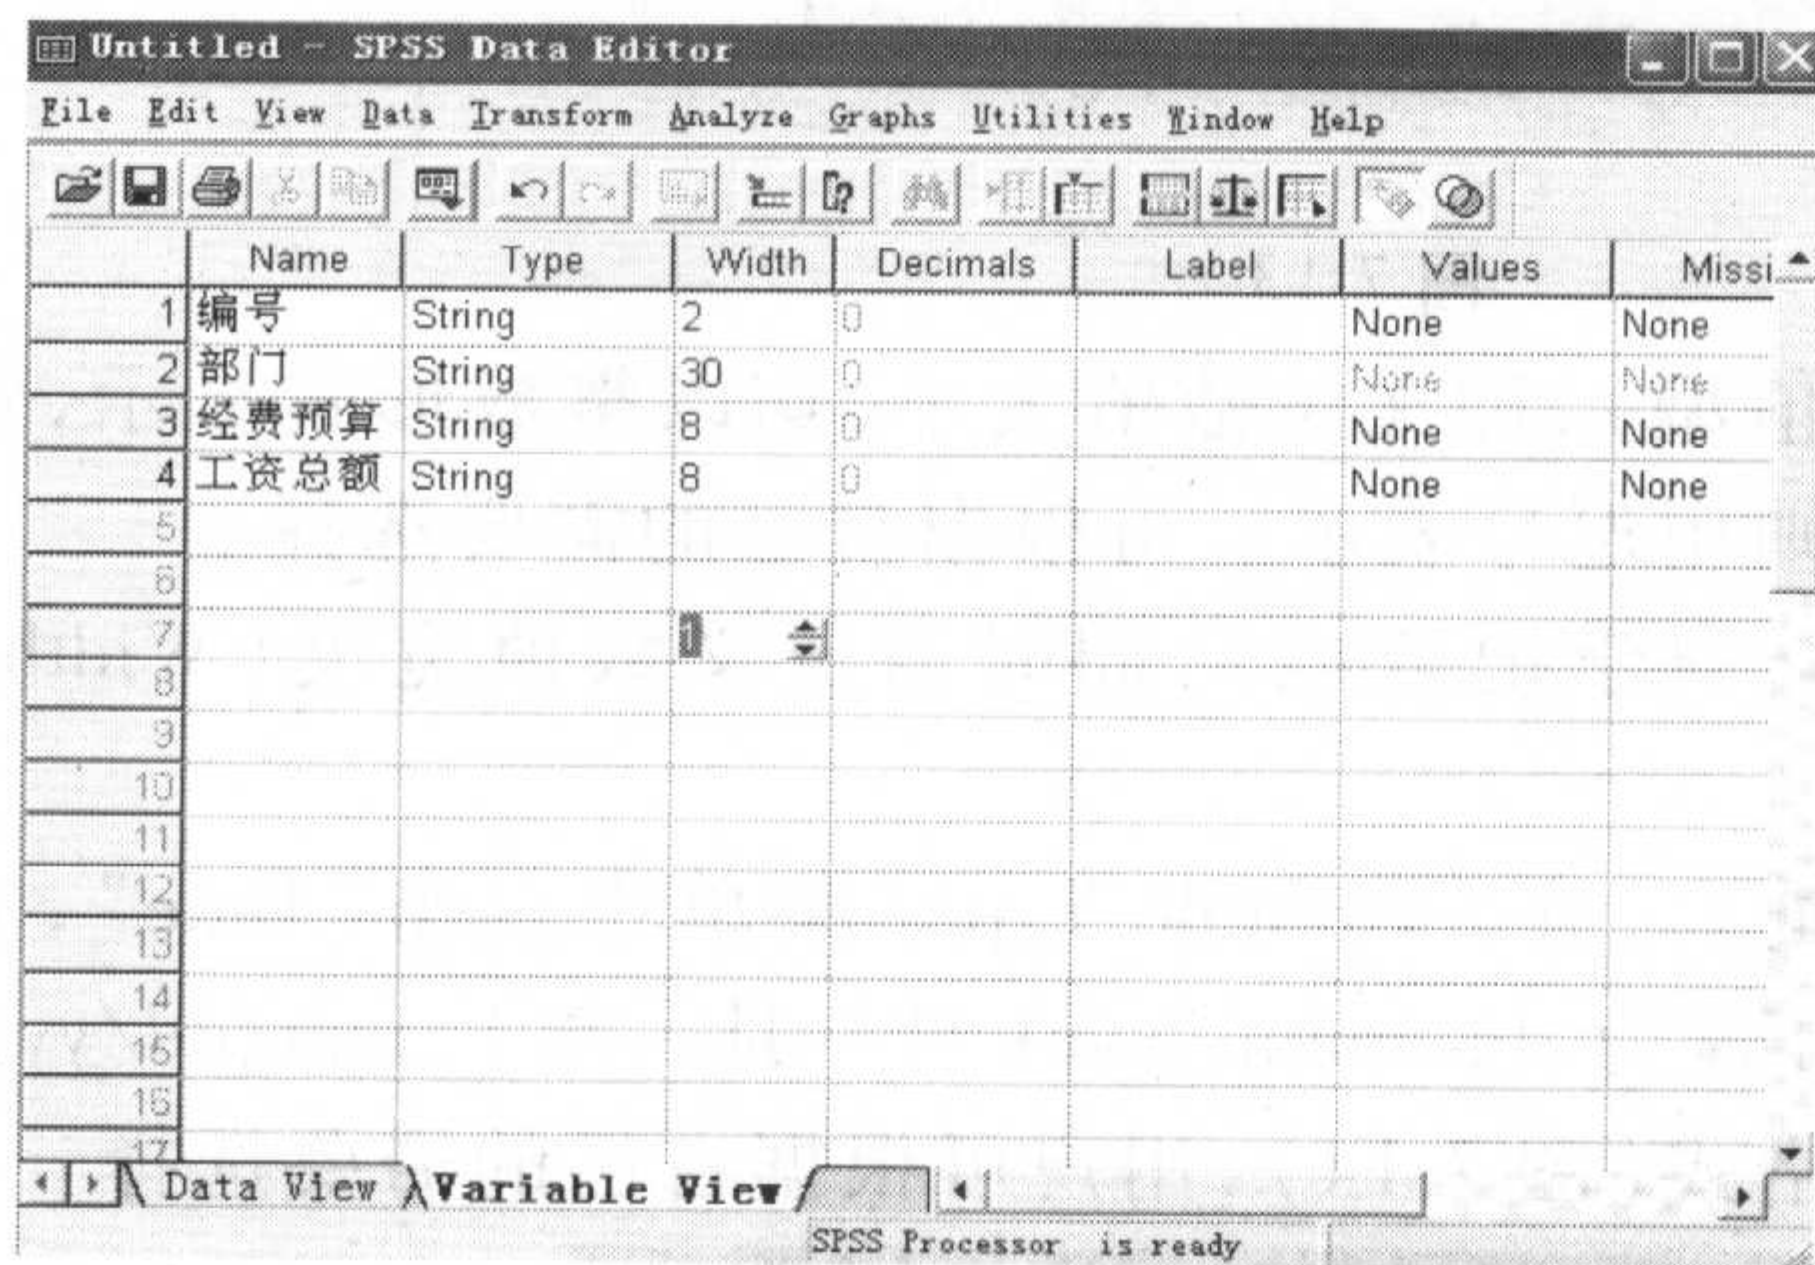 Untitled - SPSS Data Editor
File Edit View Data Transform Analyze Graphs Utilities Window Help
Name Type Width Decimals Label Values Missi
1 编号 String 2 0 None None
2 部门 String 30 0 None None
3 经费预算 String 8 0 None None
4 工资总额 String 8 0 None None
5
6
7 1
8
9
10
11
12
13
14
15
16
17
Data View Variable View
SPSS Processor is ready